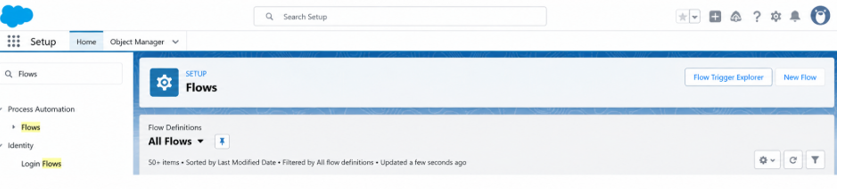 Search Setup
Setup Home Object Manager
Flows
SETUP
Flows
Flow Trigger Explorer New Flow
Process Automation
Flows
Identity
Login Flows
Flow Definitions
All Flows
50+ items • Sorted by Last Modified Date • Filtered by All flow definitions • Updated a few seconds ago